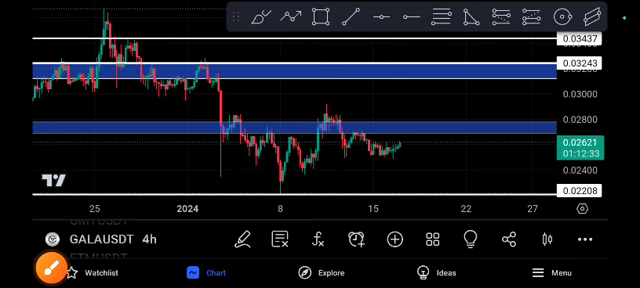 0.03437
0.03243
0.03000
0.02800
0.02621
01:12:33
0.02400
0.02208
25
2024
8
15
22
27
GALAUSDT 4h
Watchlist
Chart
Explore
Ideas
Menu